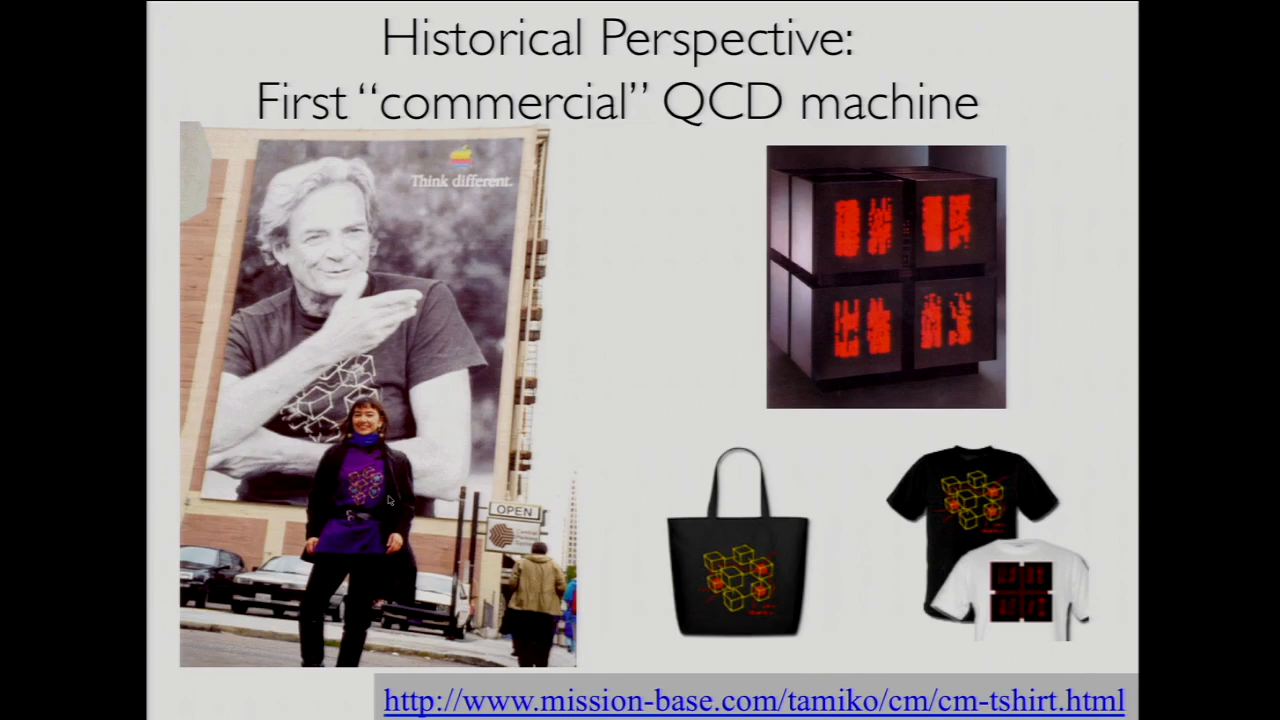 Historical Perspective:
First “commercial” QCD machine
Think different.
OPEN
http://www.mission-base.com/tamiko/cm/cm-tshirt.html